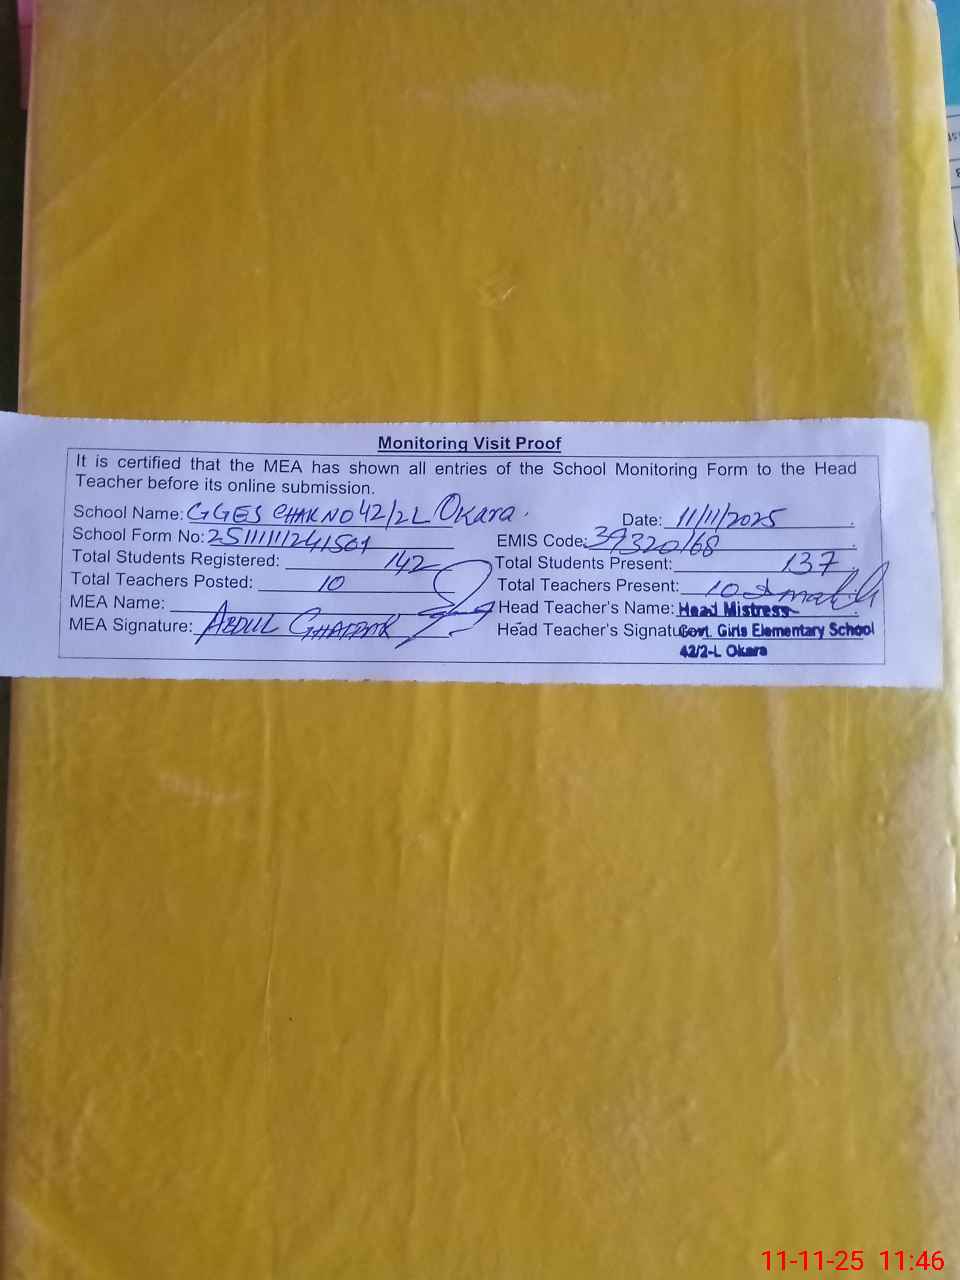 Monitoring Visit Proof
It is certified that the MEA has shown all entries of the School Monitoring Form to the Head
Teacher before its online submission.
School Name: GGES CHAK NO 42/2L Okara.
Date: 11/11/2025
School Form No: 2511111241501
EMIS Code: 39320168
Total Students Registered: 142
Total Students Present: 137
Total Teachers Posted: 10
Total Teachers Present: 10
MEA Name:
Head Teacher's Name: Head Mistress
MEA Signature: ABDUL GHAFFAR
Head Teacher's Signature: Govt. Girls Elementary School
42/2-L Okara
11-11-25 11:46